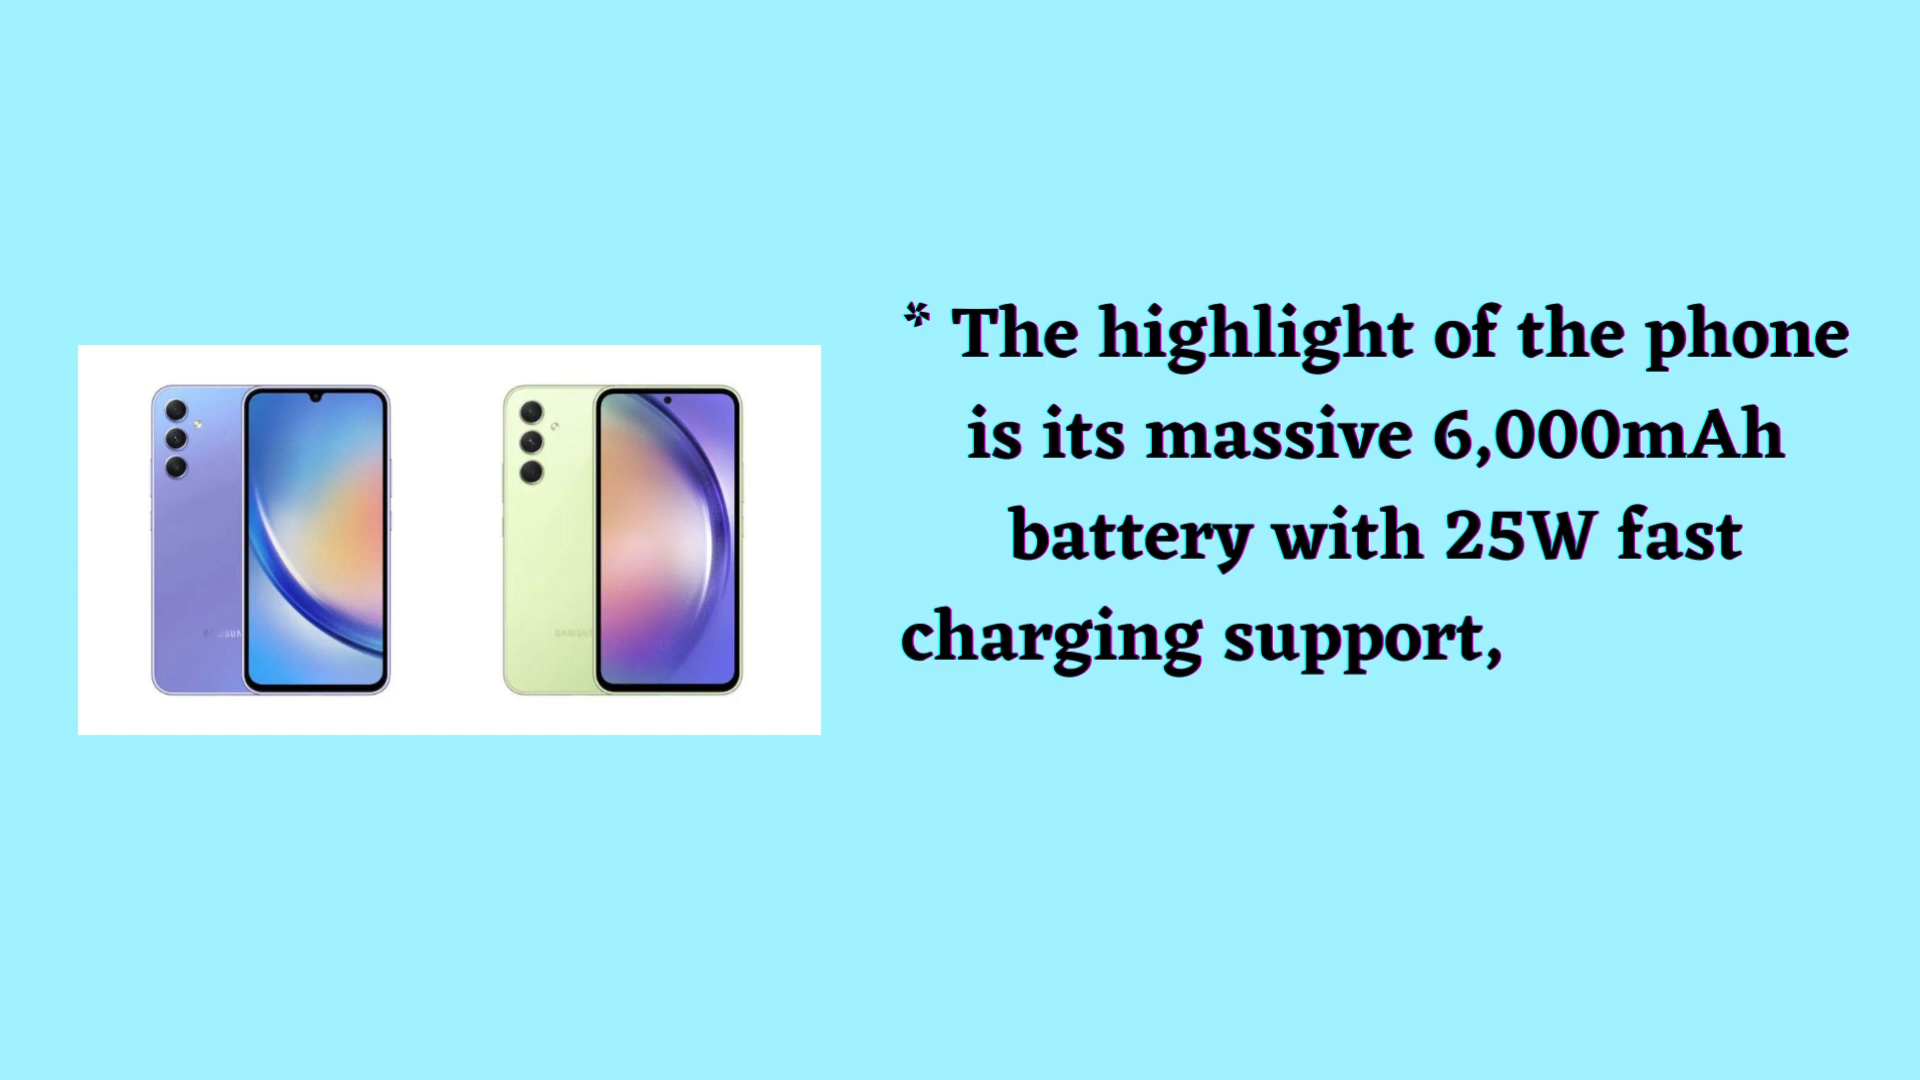 * The highlight of the phone
is its massive 6,000mAh
battery with 25W fast
charging support,